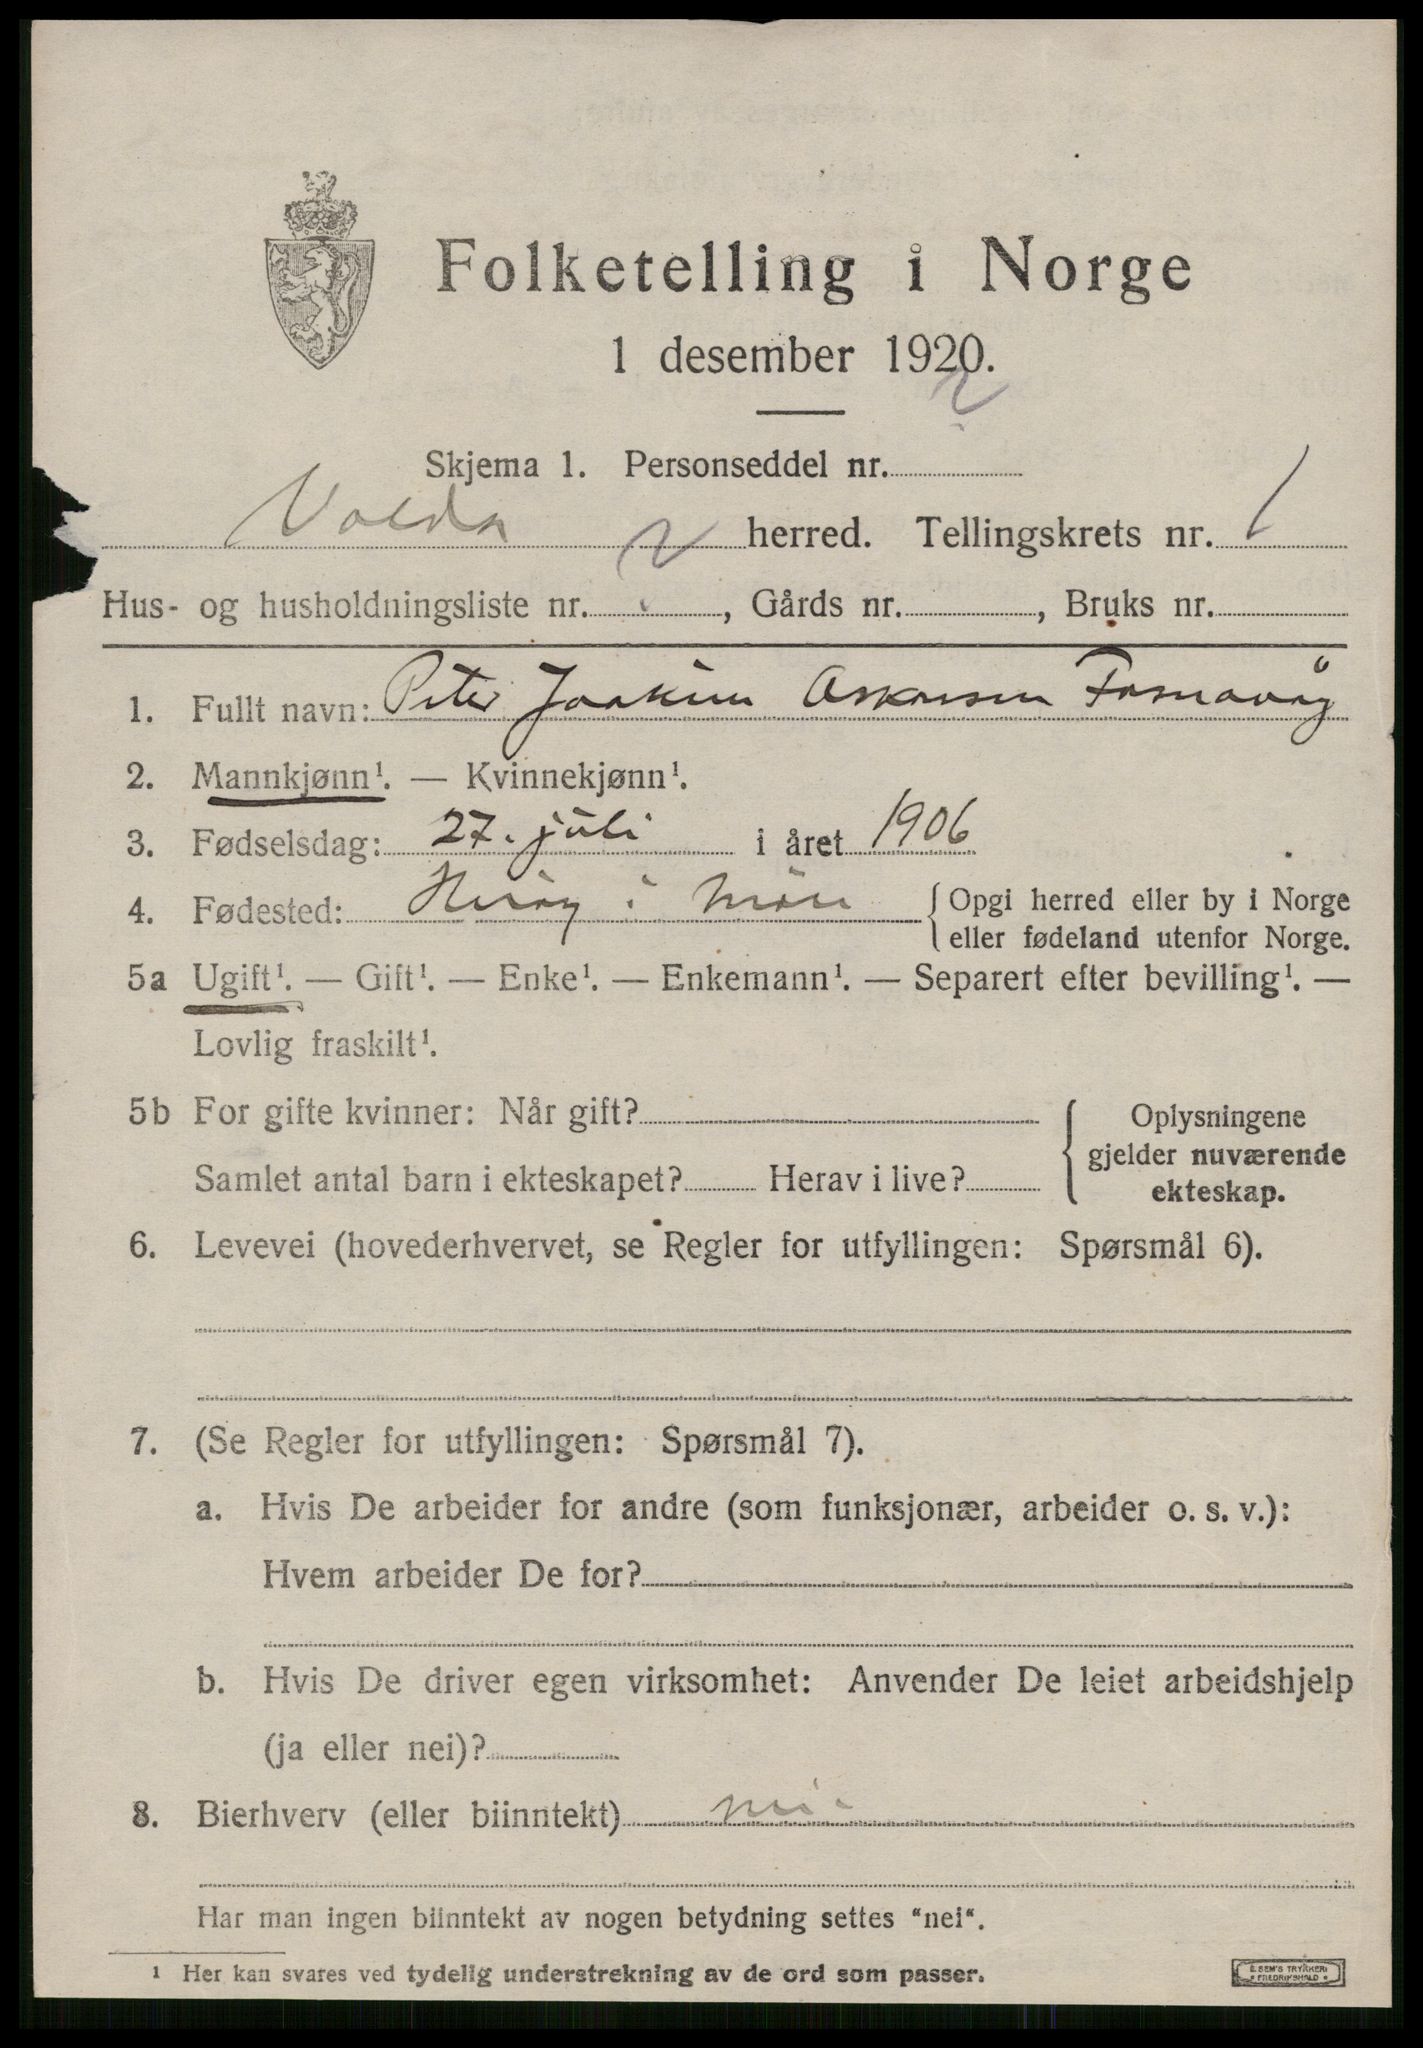 Folketelling i Norge
1 desember 1920.
Skjema 1. Personseddel nr. 2
Volda herred. Tellingskrets nr. 1
Hus- og husholdningsliste nr. 2, Gårds nr. , Bruks nr.
1. Fullt navn: Peter Joakim Fosnavåg
2. Mannkjønn¹. — Kvinnekjønn¹.
3. Fødselsdag: 27. juli i året 1906
4. Fødested: Herøy i Møre { Opgi herred eller by i Norge
eller fødeland utenfor Norge.
5a Ugift¹. — Gift¹. — Enke¹. — Enkemann¹. — Separert efter bevilling¹. —
Lovlig fraskilt¹.
5b For gifte kvinner: Når gift? { Oplysningene
gjelder nuværende
Samlet antal barn i ekteskapet? Herav i live?
ekteskap.
6. Levevei (hovederhvervet, se Regler for utfyllingen: Spørsmål 6).
7. (Se Regler for utfyllingen: Spørsmål 7).
a. Hvis De arbeider for andre (som funksjonær, arbeider o. s. v.):
Hvem arbeider De for?
b. Hvis De driver egen virksomhet: Anvender De leiet arbeidshjelp
(ja eller nei)?
8. Bierhverv (eller biinntekt) nei
Har man ingen biinntekt av nogen betydning settes "nei".
¹ Her kan svares ved tydelig understrekning av de ord som passer.
E. SEM'S TRYKKERI
• FREDRIKSHALD •